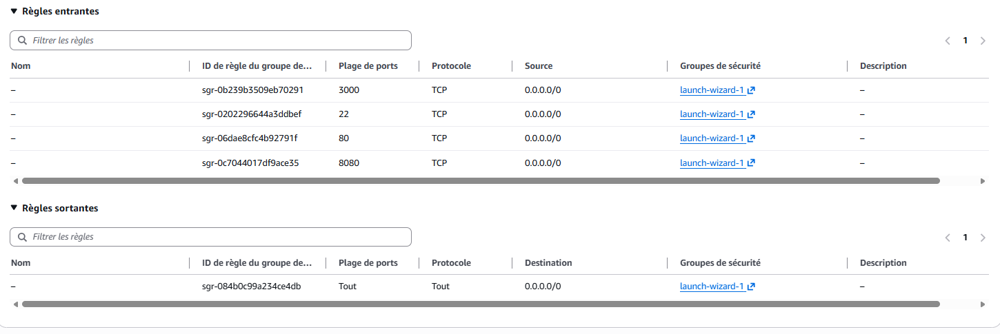 Règles entrantes
Filtrer les règles
1
Nom ID de règle du groupe de... Plage de ports Protocole Source Groupes de sécurité Description
– sgr-0b239b3509eb70291 3000 TCP 0.0.0.0/0 launch-wizard-1 –
– sgr-0202296644a3ddbef 22 TCP 0.0.0.0/0 launch-wizard-1 –
– sgr-06dae8cfc4b92791f 80 TCP 0.0.0.0/0 launch-wizard-1 –
– sgr-0c7044017df9ace35 8080 TCP 0.0.0.0/0 launch-wizard-1 –
Règles sortantes
Filtrer les règles
1
Nom ID de règle du groupe de... Plage de ports Protocole Destination Groupes de sécurité Description
– sgr-084b0c99a234ce4db Tout Tout 0.0.0.0/0 launch-wizard-1 –